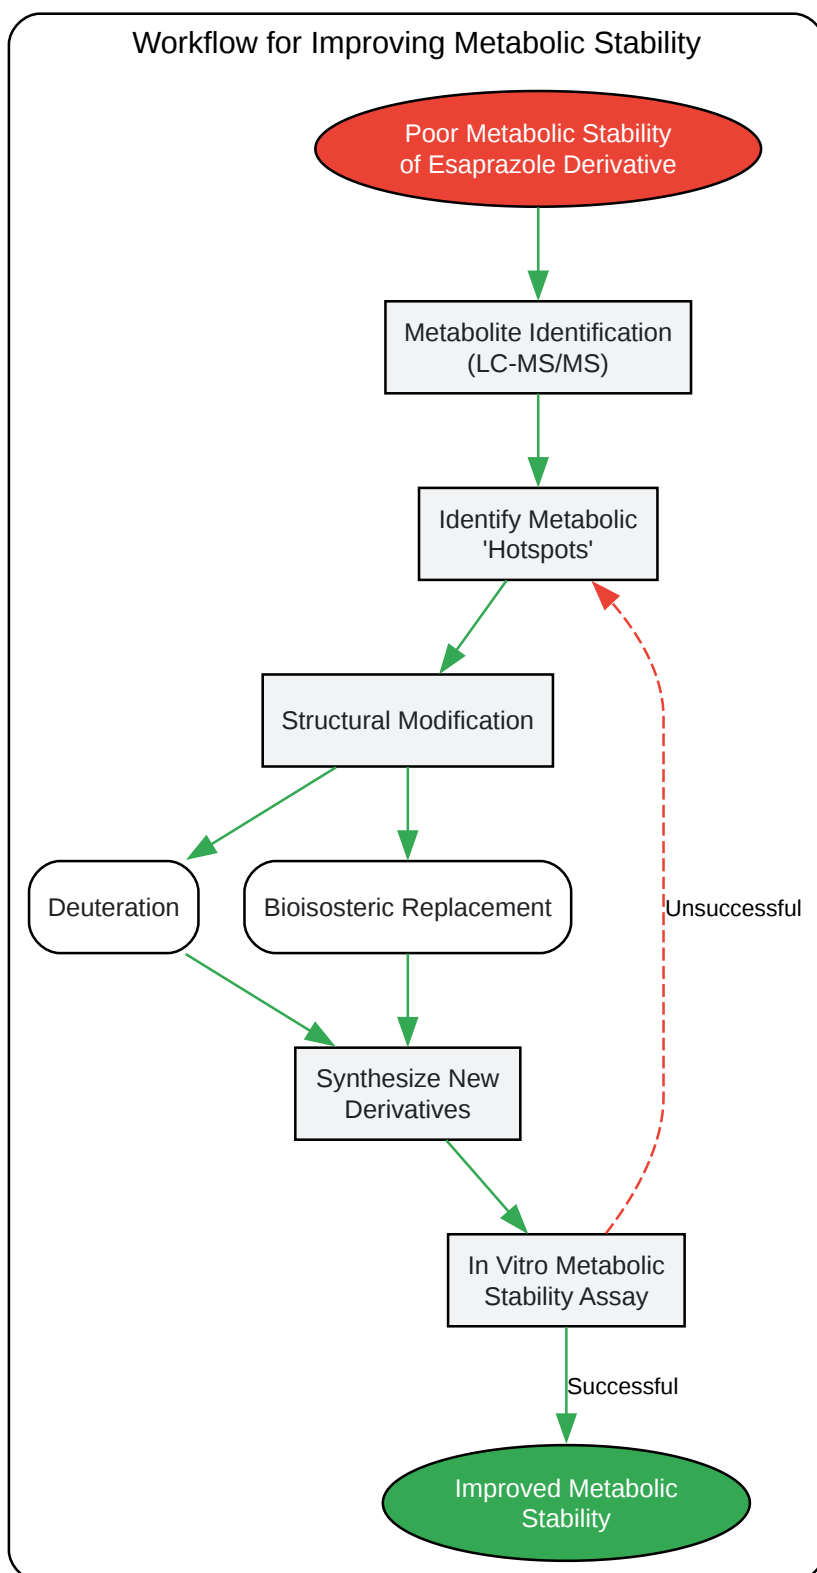 Workflow for Improving Metabolic Stability
Poor Metabolic Stability
of Esaprazole Derivative
Metabolite Identification
(LC-MS/MS)
Identify Metabolic
'Hotspots'
Structural Modification
Deuteration
Bioisosteric Replacement
Unsuccessful
Synthesize New
Derivatives
In Vitro Metabolic
Stability Assay
Successful
Improved Metabolic
Stability